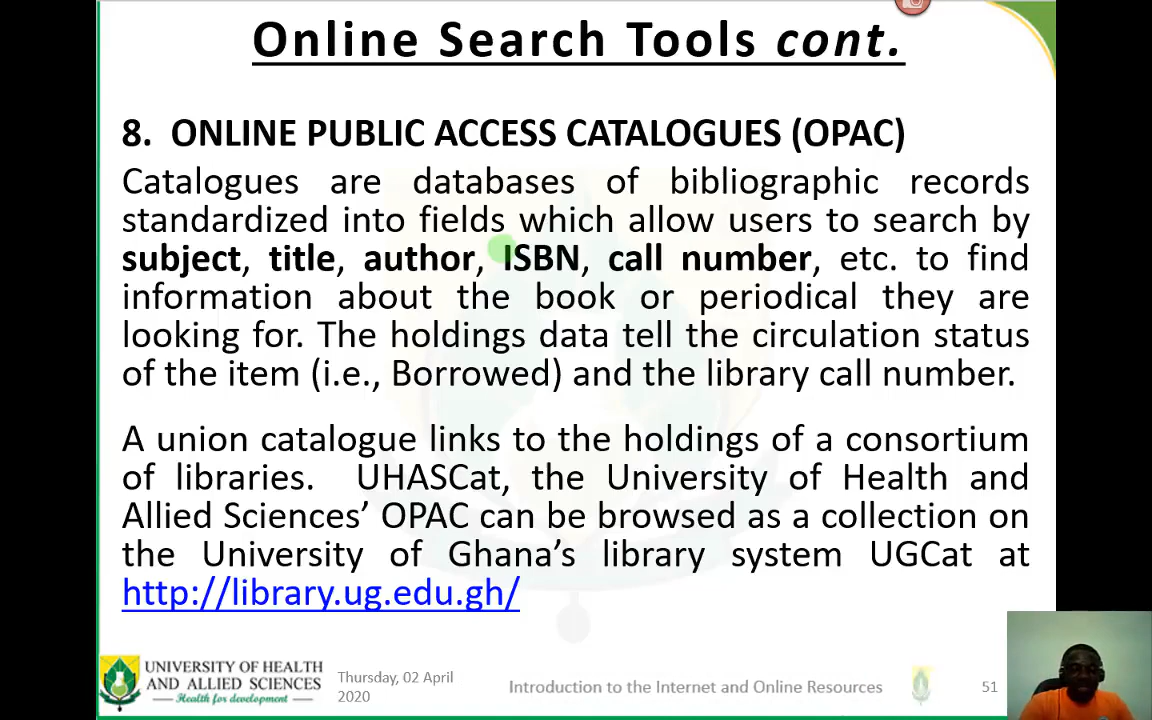 Online Search Tools cont.
8. ONLINE PUBLIC ACCESS CATALOGUES (OPAC)
Catalogues are databases of bibliographic records
standardized into fields which allow users to search by
subject, title, author, ISBN, call number, etc. to find
information about the book or periodical they are
looking for. The holdings data tell the circulation status
of the item (i.e., Borrowed) and the library call number.
A union catalogue links to the holdings of a consortium
of libraries. UHASCat, the University of Health and
Allied Sciences’ OPAC can be browsed as a collection on
the University of Ghana’s library system UGCat at
http://library.ug.edu.gh/
UNIVERSITY OF HEALTH
AND ALLIED SCIENCES
Health for development
Thursday, 02 April
2020
Introduction to the Internet and Online Resources
51